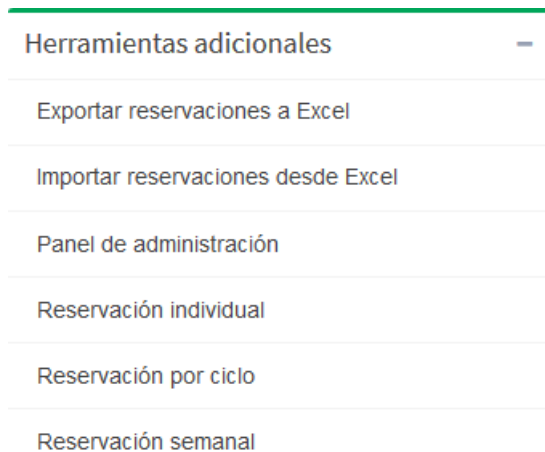 Herramientas adicionales
Exportar reservaciones a Excel
Importar reservaciones desde Excel
Panel de administración
Reservación individual
Reservación por ciclo
Reservación semanal